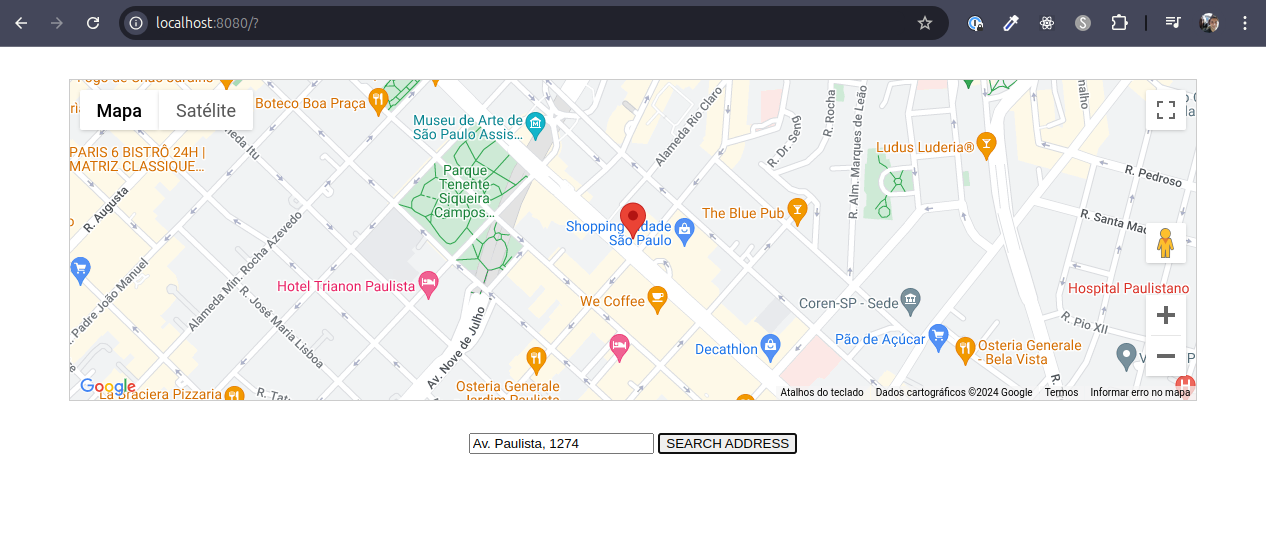 localhost:8080/?
S
Mapa
Satélite
Boteco Boa Praça
Museu de Arte de
São Paulo Assis...
Alameda Rio Claro
R. Dr. Seng
R. Rocha
R. Alm. Marques de Leão
Ludus Luderia®
PARIS 6 BISTRÔ 24H |
MATRIZ CLASSIQUE...
Parque
Tenente
Siqueira
Campos...
R. Pedroso
R. Augusta
The Blue Pub
Shopping
São Paulo
Alameda Min. Rocha Azevedo
R. Padre João Manuel
Hotel Trianon Paulista
We Coffee
Coren-SP - Sede
Hospital Paulistano
R. José Maria Lisboa
R. Pio XII
Av. Nove de Julho
Decathlon
Pão de Açúcar
Osteria Generale
- Bela Vista
Osteria Generale
Jardim Paulista
Google
La Braciera Pizzaria
Atalhos do teclado
Dados cartográficos ©2024 Google
Termos
Informar erro no mapa
Av. Paulista, 1274
SEARCH ADDRESS